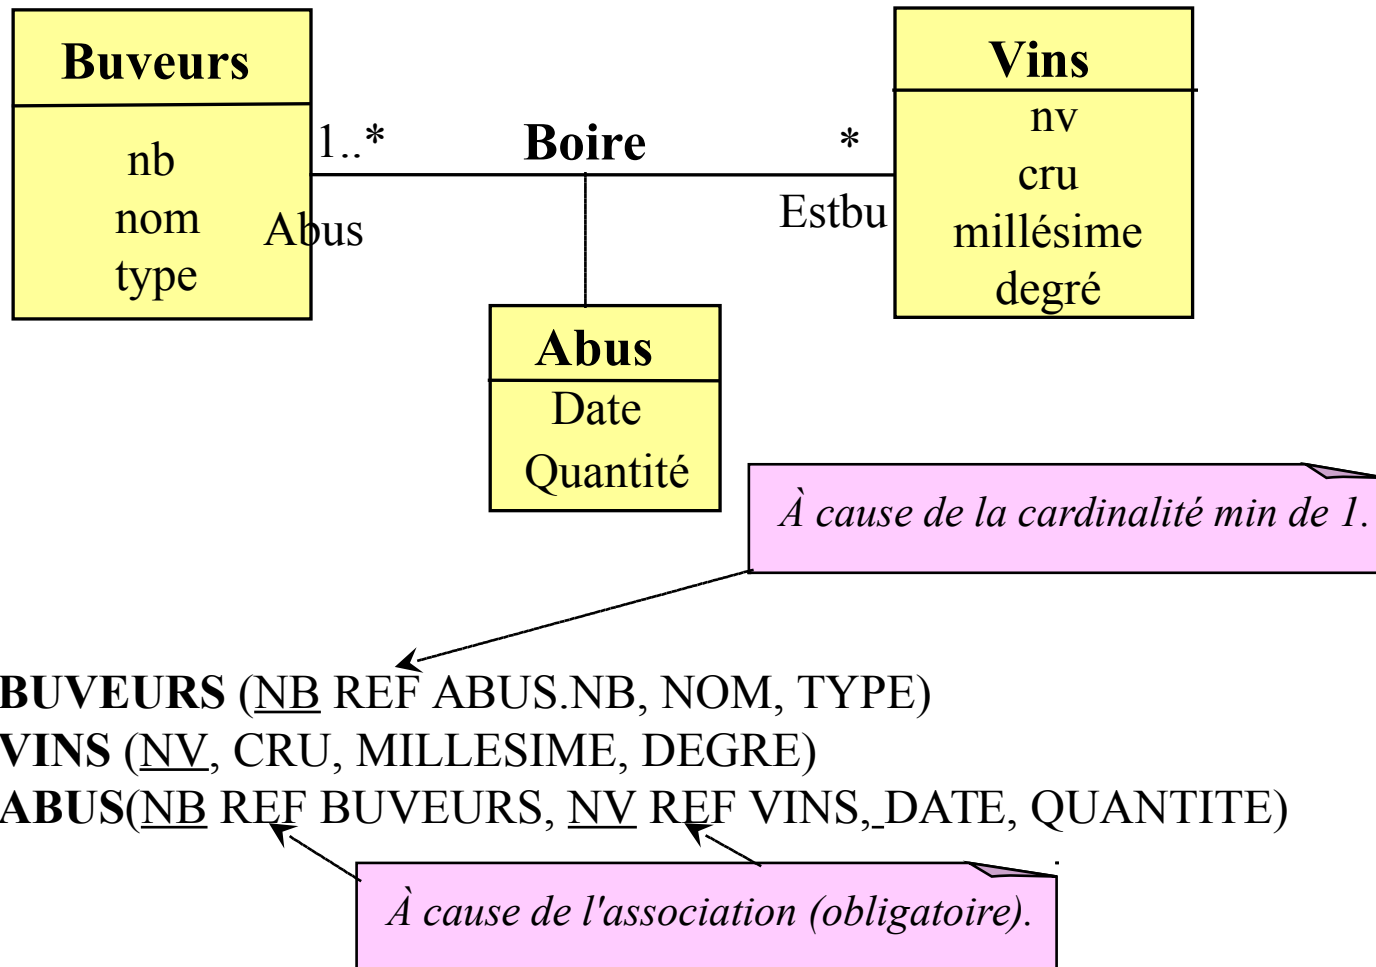 Buveurs
nb
nom
type
1..*
Abus
Boire
*
Estbu
Vins
nv
cru
millésime
degré
Abus
Date
Quantité
À cause de la cardinalité min de 1.
BUVEURS (NB REF ABUS.NB, NOM, TYPE)
VINS (NV, CRU, MILLESIME, DEGRE)
ABUS(NB REF BUVEURS, NV REF VINS, DATE, QUANTITE)
À cause de l'association (obligatoire).